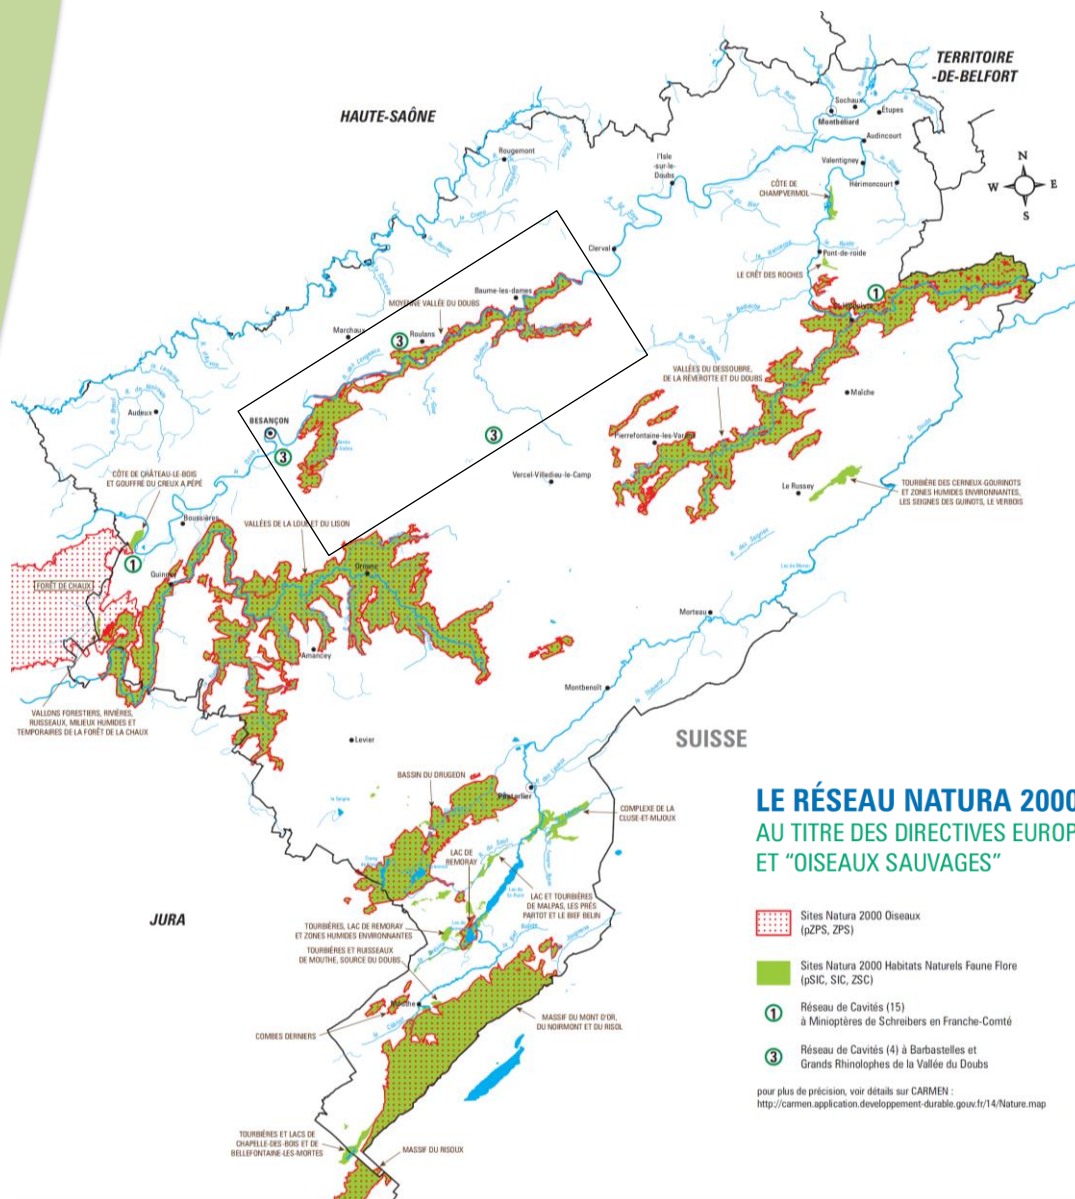 TERRITOIRE
-DE-BELFORT
HAUTE-SAÔNE
Sochaux
Étupes
Montbéliard
Audincourt
Rougemont
l'Isle
-sur-le-
Doubs
Valentigney
CÔTE DE
CHAMPVERMOL
Hérimoncourt
N
W
E
S
Clerval
Pont-de-roide
LE CRÊT DES ROCHES
Baume-les-dames
1
MOYENNE VALLÉE DU DOUBS
Marchaux
Roulans
3
VALLÉES DU DESSOUBRE,
DE LA RÉVEROTTE ET DU DOUBS
Maîche
Audeux
BESANÇON
3
Pierrefontaine-les-Varans
3
CÔTE DE CHÂTEAU-LE-BOIS
ET GOUFFRE DU CREUX A PÉPÉ
Vercel-Villedieu-le-Camp
Le Russey
TOURBIÈRE DES CERNEUX-GOURINOTS
ET ZONES HUMIDES ENVIRONNANTES,
LES SEIGNES DES GUINOTS, LE VERBOIS
Boussières
VALLÉES DE LA LOUE ET DU LISON
1
Quingey
Ornans
FORÊT DE CHAUX
Morteau
Amancey
Montbenoît
VALLONS FORESTIERS, RIVIÈRES,
RUISSEAUX, MILIEUX HUMIDES ET
TEMPORAIRES DE LA FORÊT DE LA CHAUX
Levier
SUISSE
BASSIN DU DRUGEON
Pontarlier
COMPLEXE DE LA
CLUSE-ET-MIJOUX
LAC DE
REMORAY
LAC ET TOURBIÈRES
DE MALPAS, LES PRÉS
PARTOT ET LE BIEF BELIN
JURA
TOURBIÈRES, LAC DE REMORAY
ET ZONES HUMIDES ENVIRONNANTES
TOURBIÈRES ET RUISSEAUX
DE MOUTHE, SOURCE DU DOUBS
Mouthe
MASSIF DU MONT D'OR,
DU NOIRMONT ET DU RISOL
COMBES DERNIERS
TOURBIÈRES ET LACS DE
CHAPELLE-DES-BOIS ET DE
BELLEFONTAINE-LES-MORTES
MASSIF DU RISOUX
LE RÉSEAU NATURA 2000
AU TITRE DES DIRECTIVES EUROP
ET “OISEAUX SAUVAGES”
Sites Natura 2000 Oiseaux
(pZPS, ZPS)
Sites Natura 2000 Habitats Naturels Faune Flore
(pSIC, SIC, ZSC)
1
Réseau de Cavités (15)
à Minioptères de Schreibers en Franche-Comté
3
Réseau de Cavités (4) à Barbastelles et
Grands Rhinolophes de la Vallée du Doubs
pour plus de précision, voir détails sur CARMEN :
http://carmen.application.developpement-durable.gouv.fr/14/Nature.map